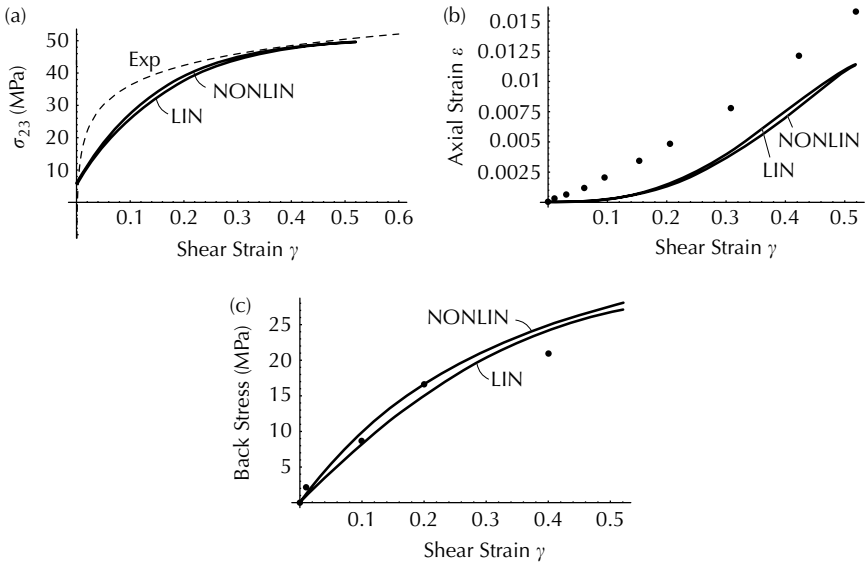 (a)
σ23 (MPa)
50
40
30
20
10
Exp
NONLIN
LIN
0.1 0.2 0.3 0.4 0.5 0.6
Shear Strain γ
(b)
Axial Strain ε
0.015
0.0125
0.01
0.0075
0.005
0.0025
NONLIN
LIN
0.1 0.2 0.3 0.4 0.5
Shear Strain γ
(c)
Back Stress (MPa)
25
20
15
10
5
NONLIN
LIN
0.1 0.2 0.3 0.4 0.5
Shear Strain γ